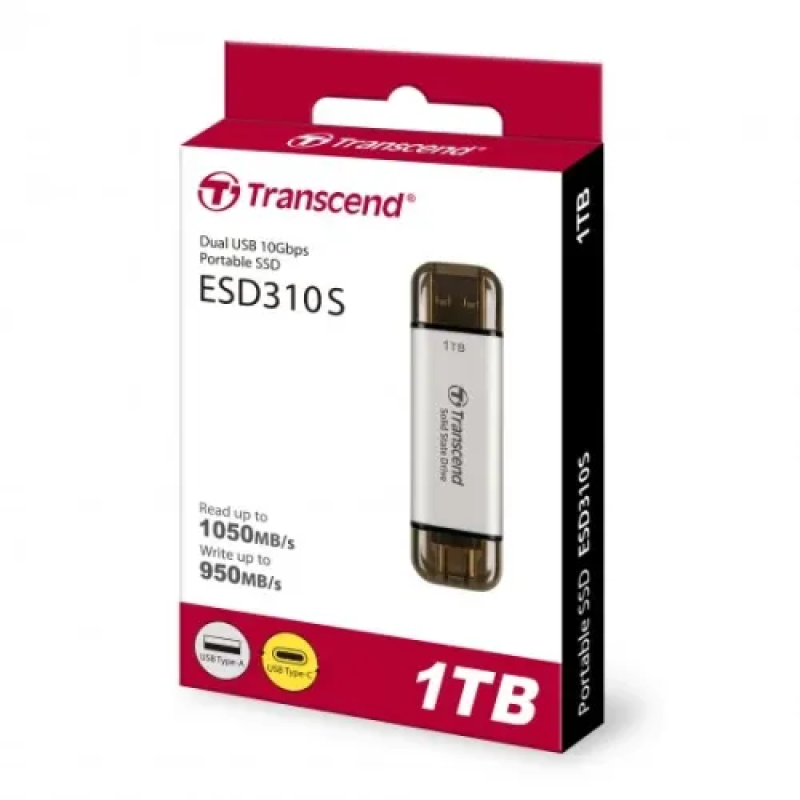 Transcend®
Transcend®
Dual USB 10Gbps
Portable SSD
ESD310S
1TB
Transcend
Solid State Drive
Read up to
1050MB/s
Write up to
950MB/s
USB Type-A
USB Type-C
1TB
1TB
Portable SSD ESD310S